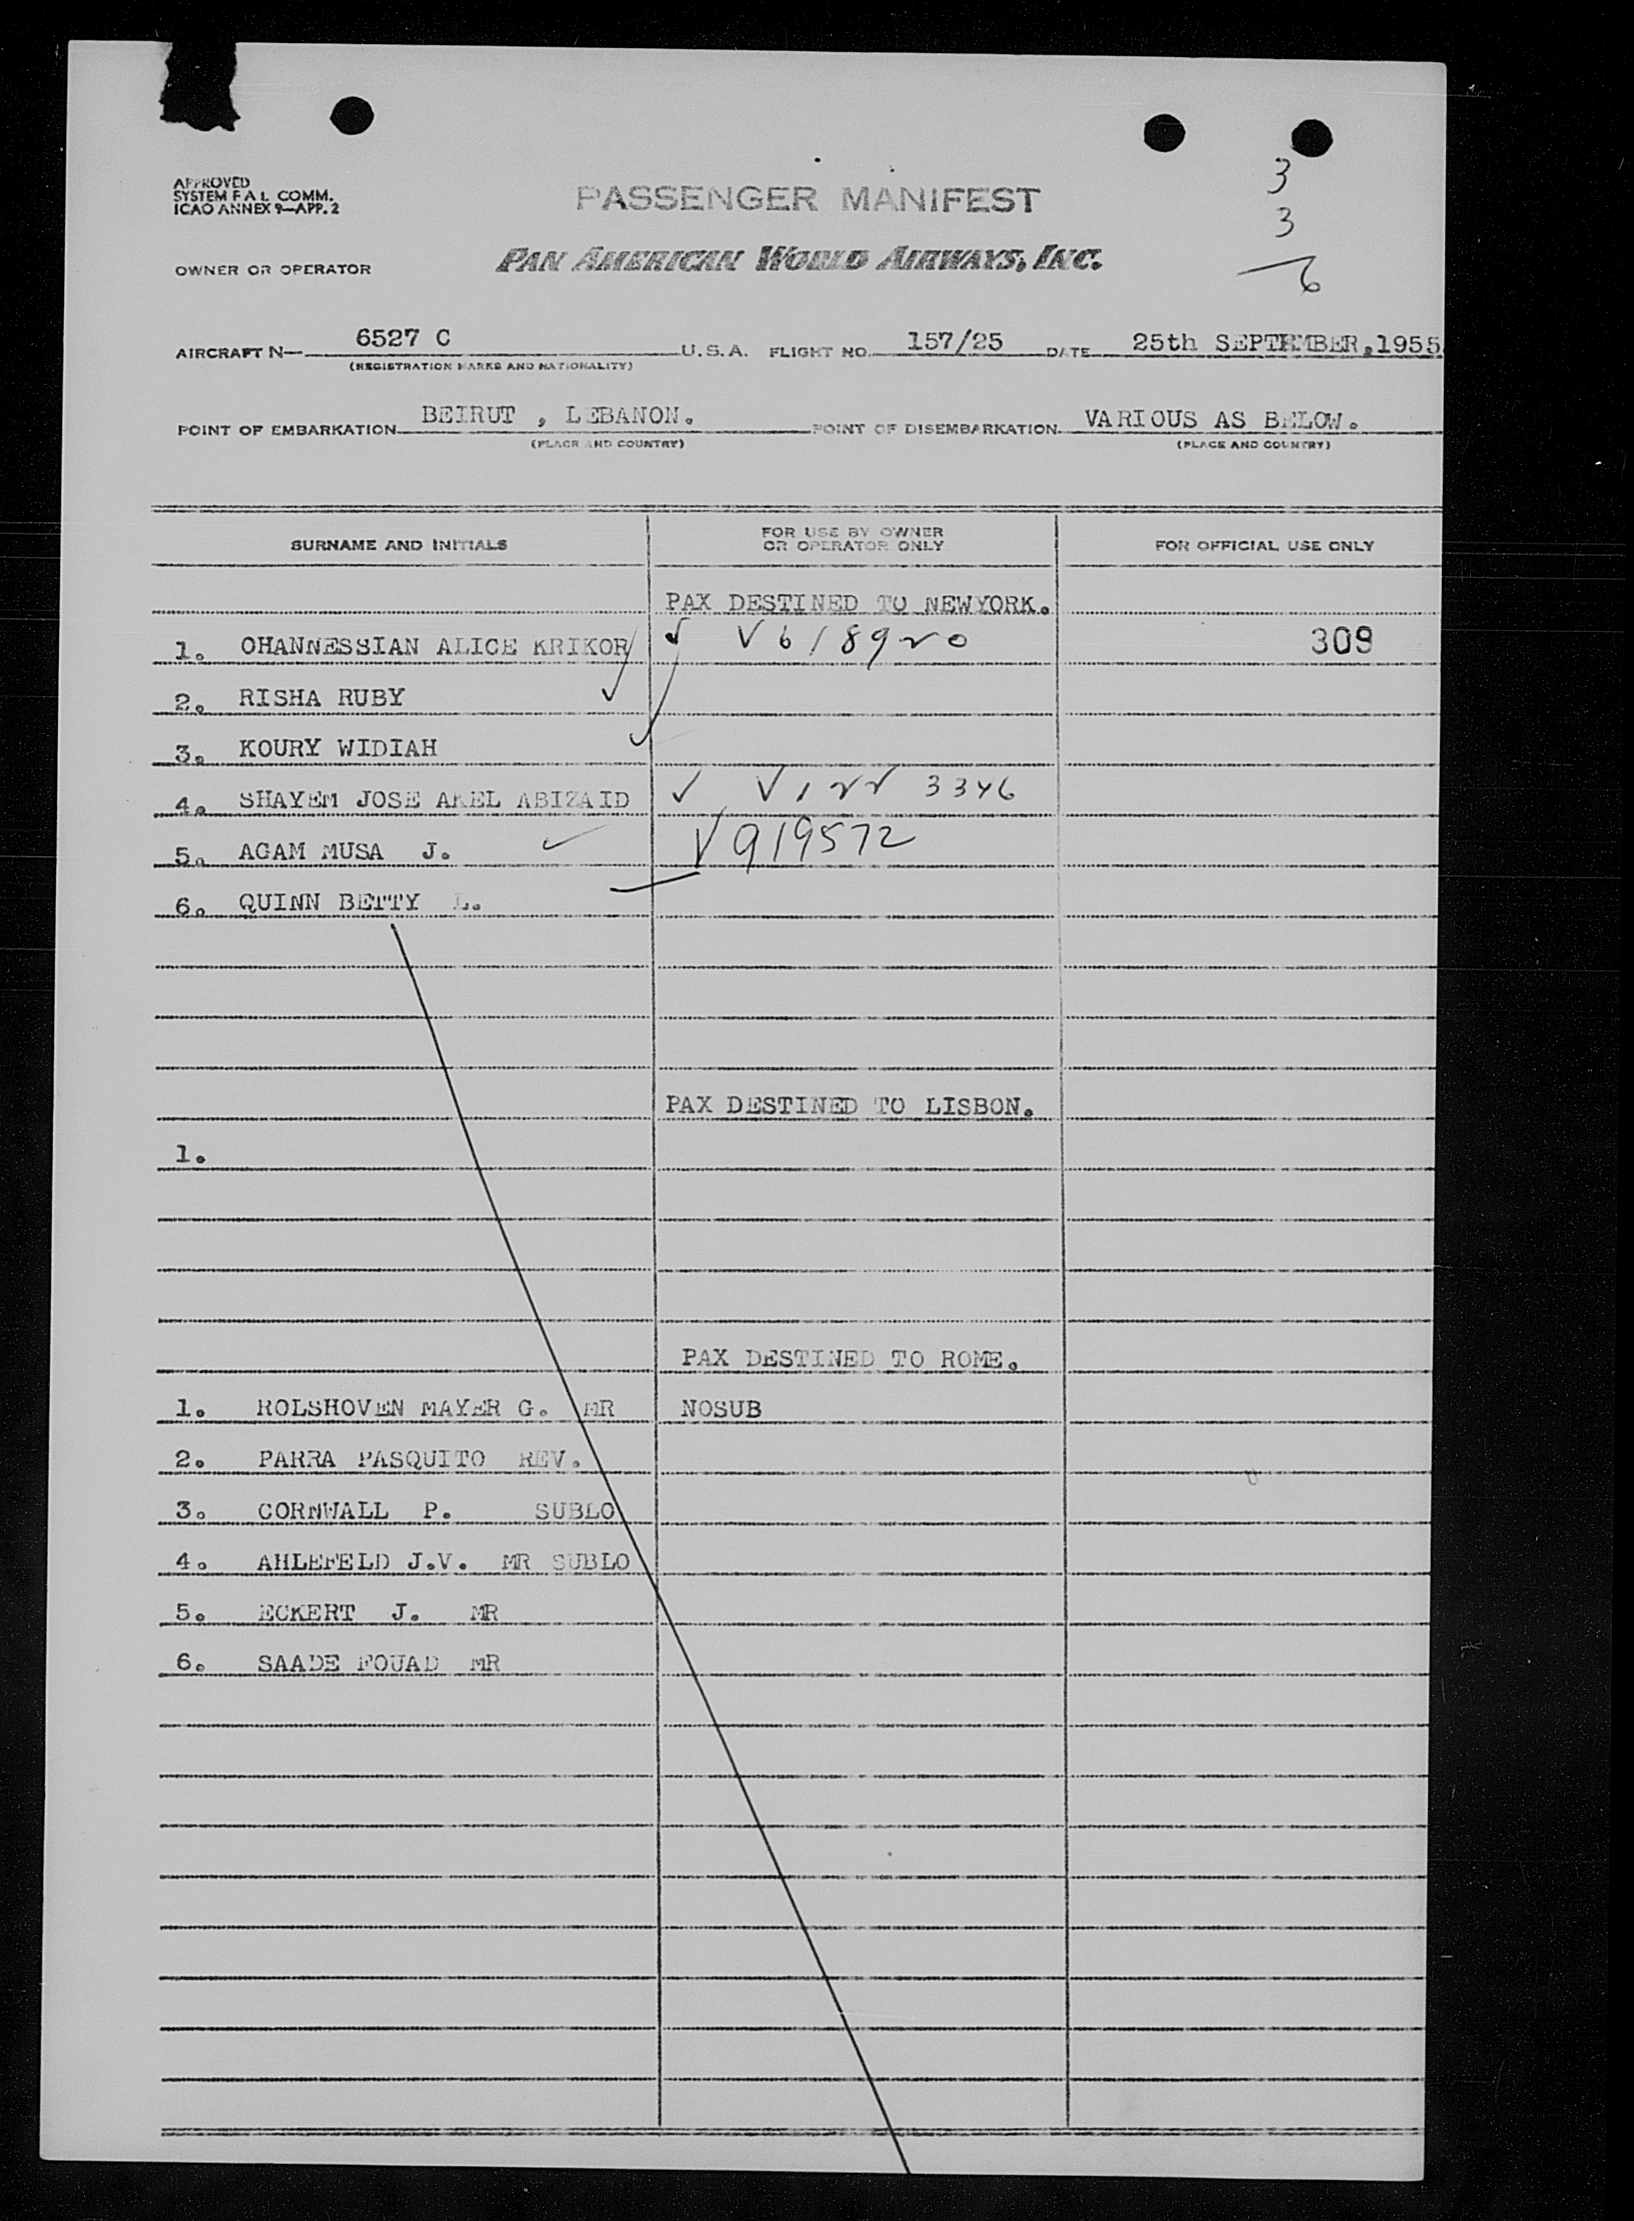 APPROVED
SYSTEM F A L COMM.
ICAO ANNEX 9—APP. 2
PASSENGER MANIFEST
3
3
6
OWNER OR OPERATOR PAN AMERICAN WORLD AIRWAYS, INC.
AIRCRAFT N— 6527 C U. S. A. FLIGHT NO. 157/25 DATE 25th SEPTEMBER,1955
(REGISTRATION MARKS AND NATIONALITY)
POINT OF EMBARKATION BEIRUT , LEBANON. POINT OF DISEMBARKATION VARIOUS AS BELOW.
(PLACE AND COUNTRY) (PLACE AND COUNTRY)
SURNAME AND INITIALS FOR USE BY OWNER OR OPERATOR ONLY FOR OFFICIAL USE ONLY
PAX DESTINED TO NEWYORK.
1. OHANNESSIAN ALICE KRIKOR V618920 309
2. RISHA RUBY
3. KOURY WIDIAH
4. SHAYEM JOSE AKEL ABIZAID V1223346
5. AGAM MUSA J. V919572
6. QUINN BETTY L.
PAX DESTINED TO LISBON.
1.
PAX DESTINED TO ROME.
1. ROLSHOVEN MAYER G. MR NOSUB
2. PARRA PASQUITO REV.
3. CORNWALL P. SUBLO
4. AHLEFELD J.V. MR SUBLO
5. ECKERT J. MR
6. SAADE FOUAD MR